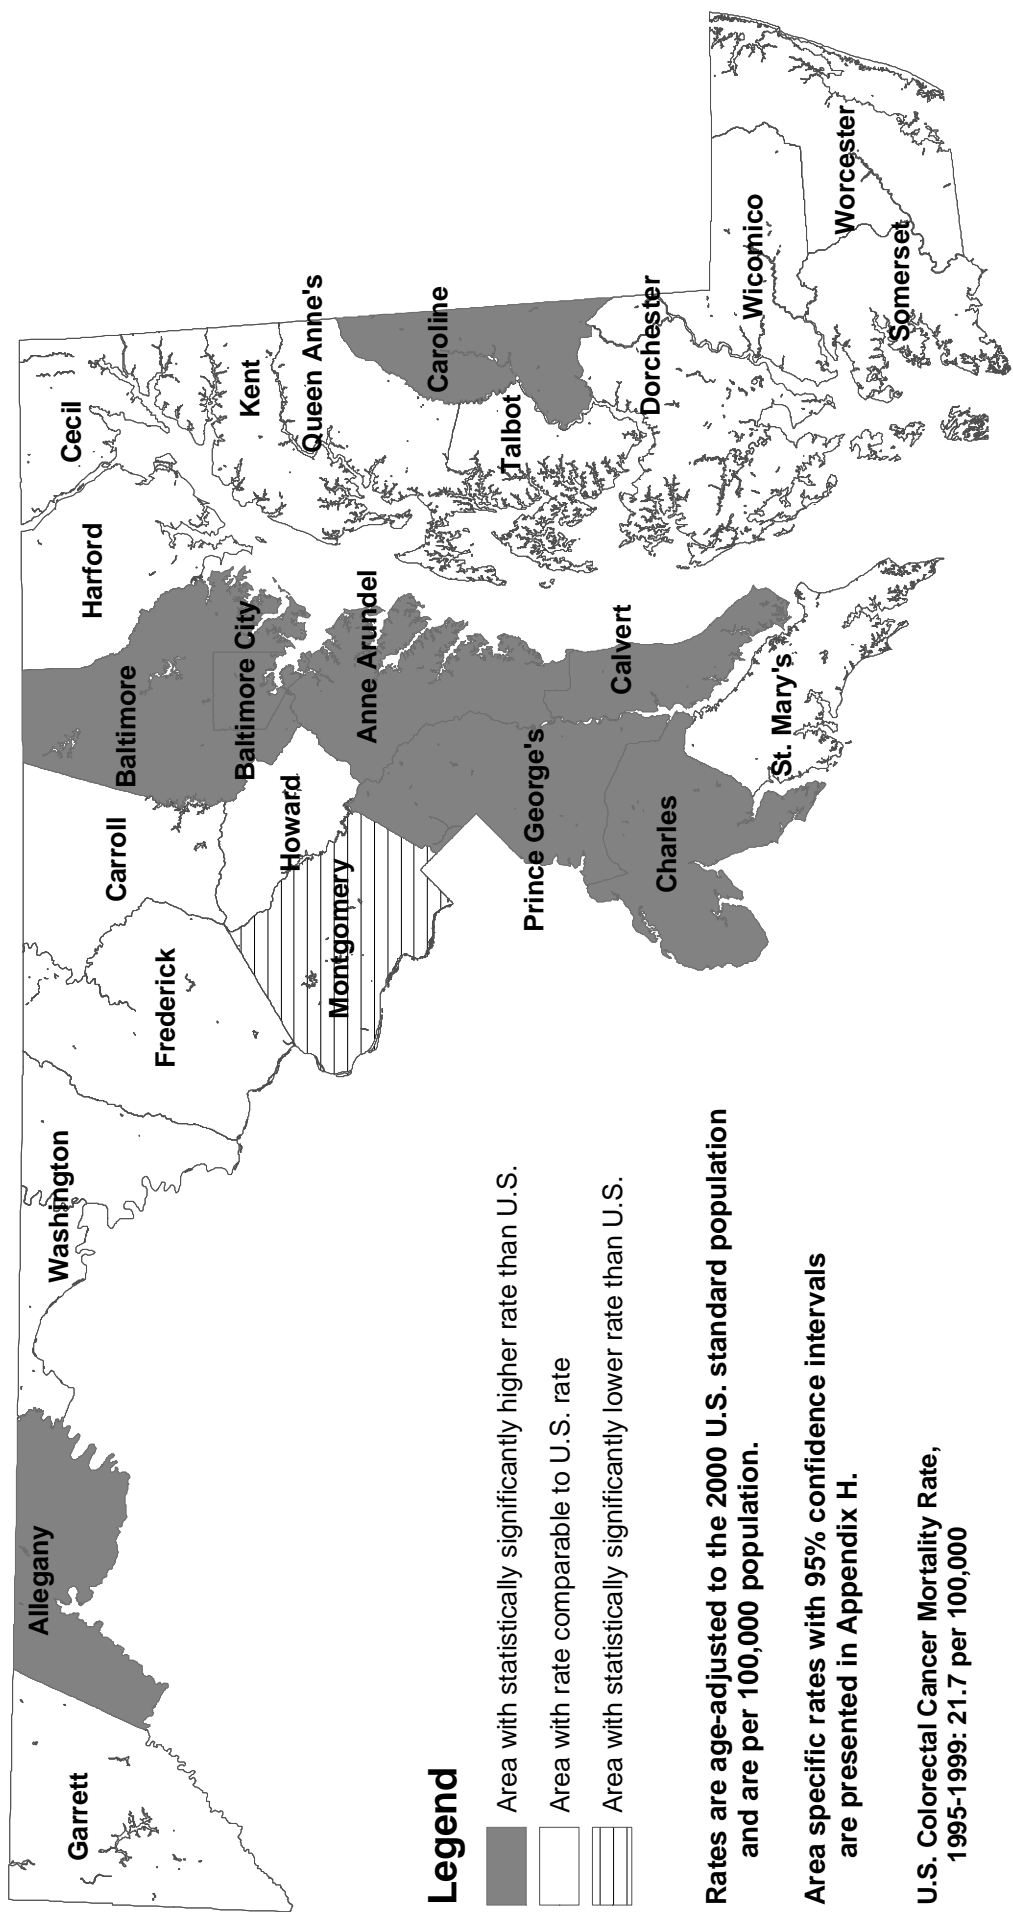 Garrett
Allegany
Washington
Frederick
Carroll
Baltimore
Harford
Cecil
Baltimore City
Howard
Kent
Montgomery
Queen Anne's
Anne Arundel
Caroline
Talbot
Prince George's
Calvert
Charles
St. Mary's
Dorchester
Wicomico
Worcester
Somerset
Legend
Area with statistically significantly higher rate than U.S.
Area with rate comparable to U.S. rate
Area with statistically significantly lower rate than U.S.
Rates are age-adjusted to the 2000 U.S. standard population
and are per 100,000 population.
Area specific rates with 95% confidence intervals
are presented in Appendix H.
U.S. Colorectal Cancer Mortality Rate,
1995-1999: 21.7 per 100,000